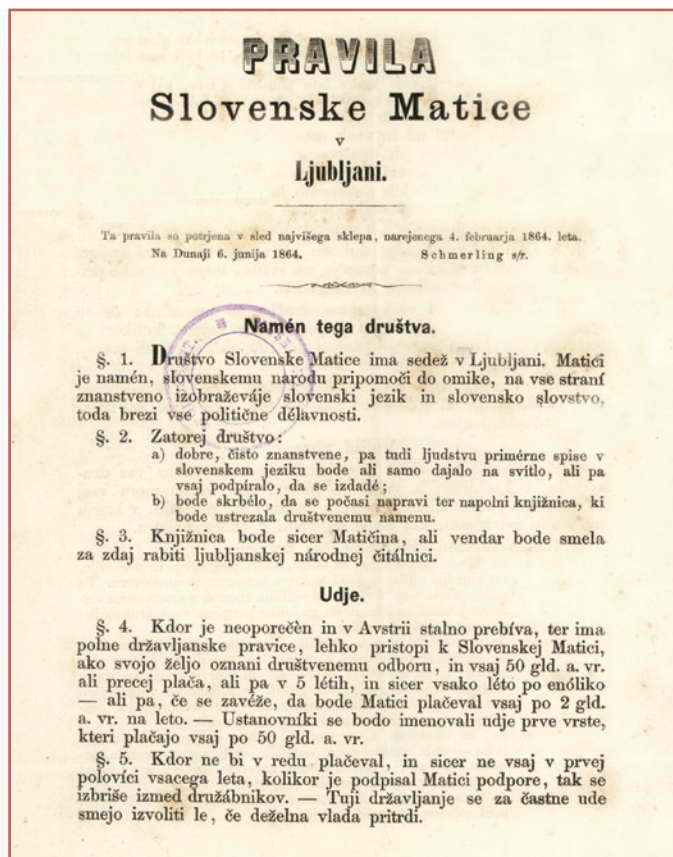 PRAVILA
Slovenske Matice
v
Ljubljani.
Ta pravila so potrjena v sled najvišega sklepa, narejenega 4. februarja 1864. leta.
Na Dunaji 6. junija 1864. Schmerling s/r.
Namén tega društva.
§. 1. Društvo Slovenske Matice ima sedež v Ljubljani. Matici
je namén, slovenskemu národu pripomoči do omike, na vse straní
znanstveno izobraževáje slovenski jezik in slovensko slovstvo,
toda brezi vse politične délavnosti.
§. 2. Zatorej društvo:
a) dobre, čisto znanstvene, pa tudi ljudstvu primérne spise v
slovenskem jeziku bode ali samo dajalo na svítlo, ali pa
vsaj podpíralo, da se izdadé;
b) bode skrbélo, da se počasi napravi ter napolni knjižnica, ki
bode ustrezala društvenemu namenu.
§. 3. Knjižnica bode sicer Matičina, ali vendar bode smela
za zdaj rabiti ljubljanskej národnej čitálnici.
Udje.
§. 4. Kdor je neoporečèn in v Avstrii stalno prebíva, ter ima
polne državljanske pravice, lehko pristopi k Slovenskej Matici,
ako svojo željo oznani društvenemu odboru, in vsaj 50 gld. a. vr.
ali precej plača, ali pa v 5 létih, in sicer vsako léto po enóliko
— ali pa, če se zavéže, da bode Matici plačeval vsaj po 2 gld.
a. vr. na leto. — Ustanovníki se bodo imenovali udje prve vrste,
kteri plačajo vsaj po 50 gld. a. vr.
§. 5. Kdor ne bi v redu plačeval, in sicer ne vsaj v prvej
polovíci vsacega leta, kolikor je podpisal Matici podpore, tak se
izbriše izmed družábnikov. — Tuji državljanje se za častne ude
smejo izvoliti le, če deželna vlada pritrdi.